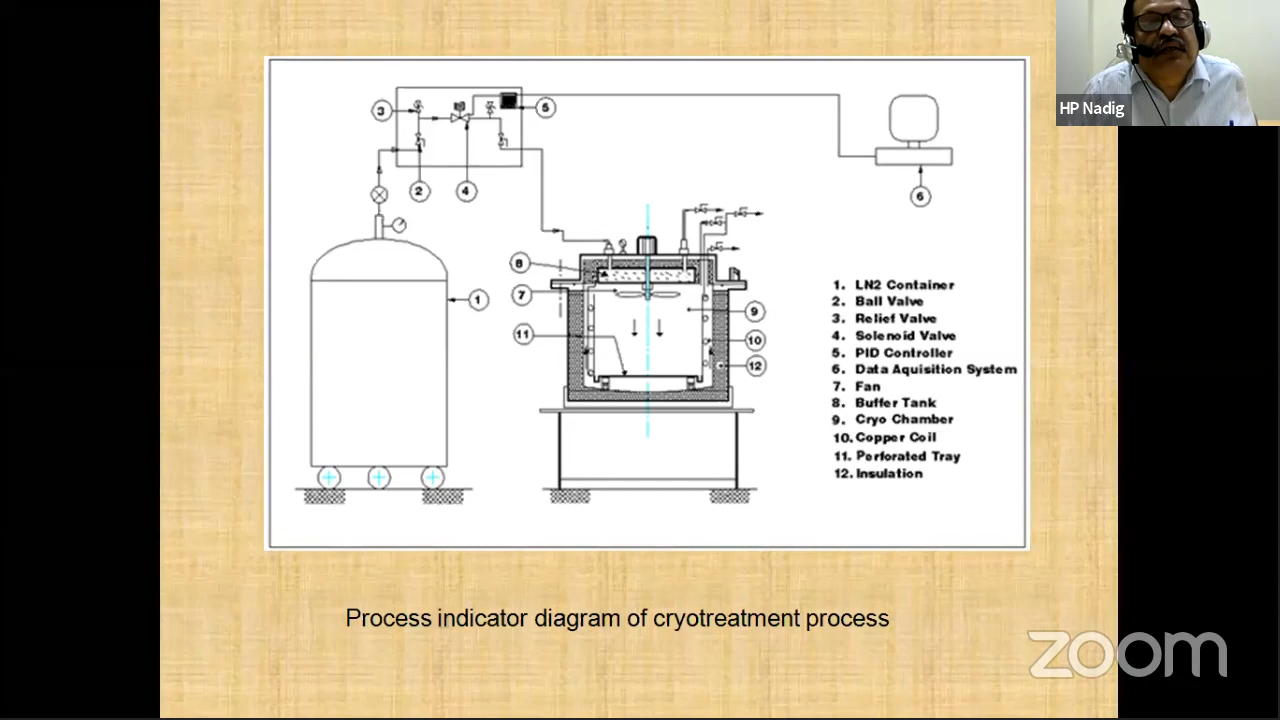 HP Nadig
3
5
2
4
6
1
8
7
11
9
10
12
1. LN2 Container
2. Ball Valve
3. Relief Valve
4. Solenoid Valve
5. PID Controller
6. Data Aquisition System
7. Fan
8. Buffer Tank
9. Cryo Chamber
10. Copper Coil
11. Perforated Tray
12. Insulation
Process indicator diagram of cryotreatment process
zoom